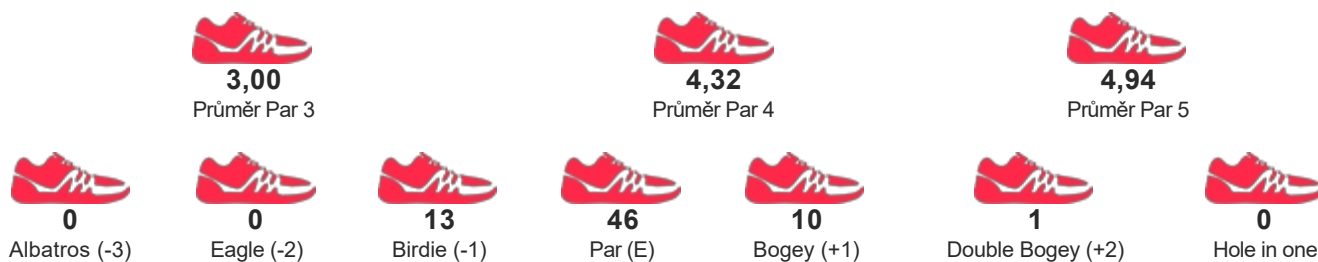 3,00 4,32 4,94
Průměr Par 3 Průměr Par 4 Průměr Par 5
0 0 13 46 10 1 0
Albatros (-3) Eagle (-2) Birdie (-1) Par (E) Bogey (+1) Double Bogey (+2) Hole in one